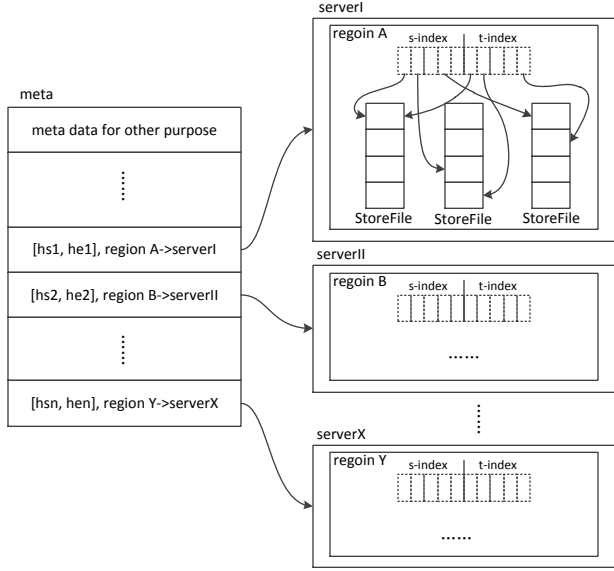 meta
meta data for other purpose
......
[hs1, he1], region A->serverI
[hs2, he2], region B->serverII
......
[hsn, hen], region Y->serverX
serverI
regoin A
s-index t-index
StoreFile StoreFile StoreFile
serverII
regoin B
s-index t-index
......
......
serverX
regoin Y
s-index t-index
......